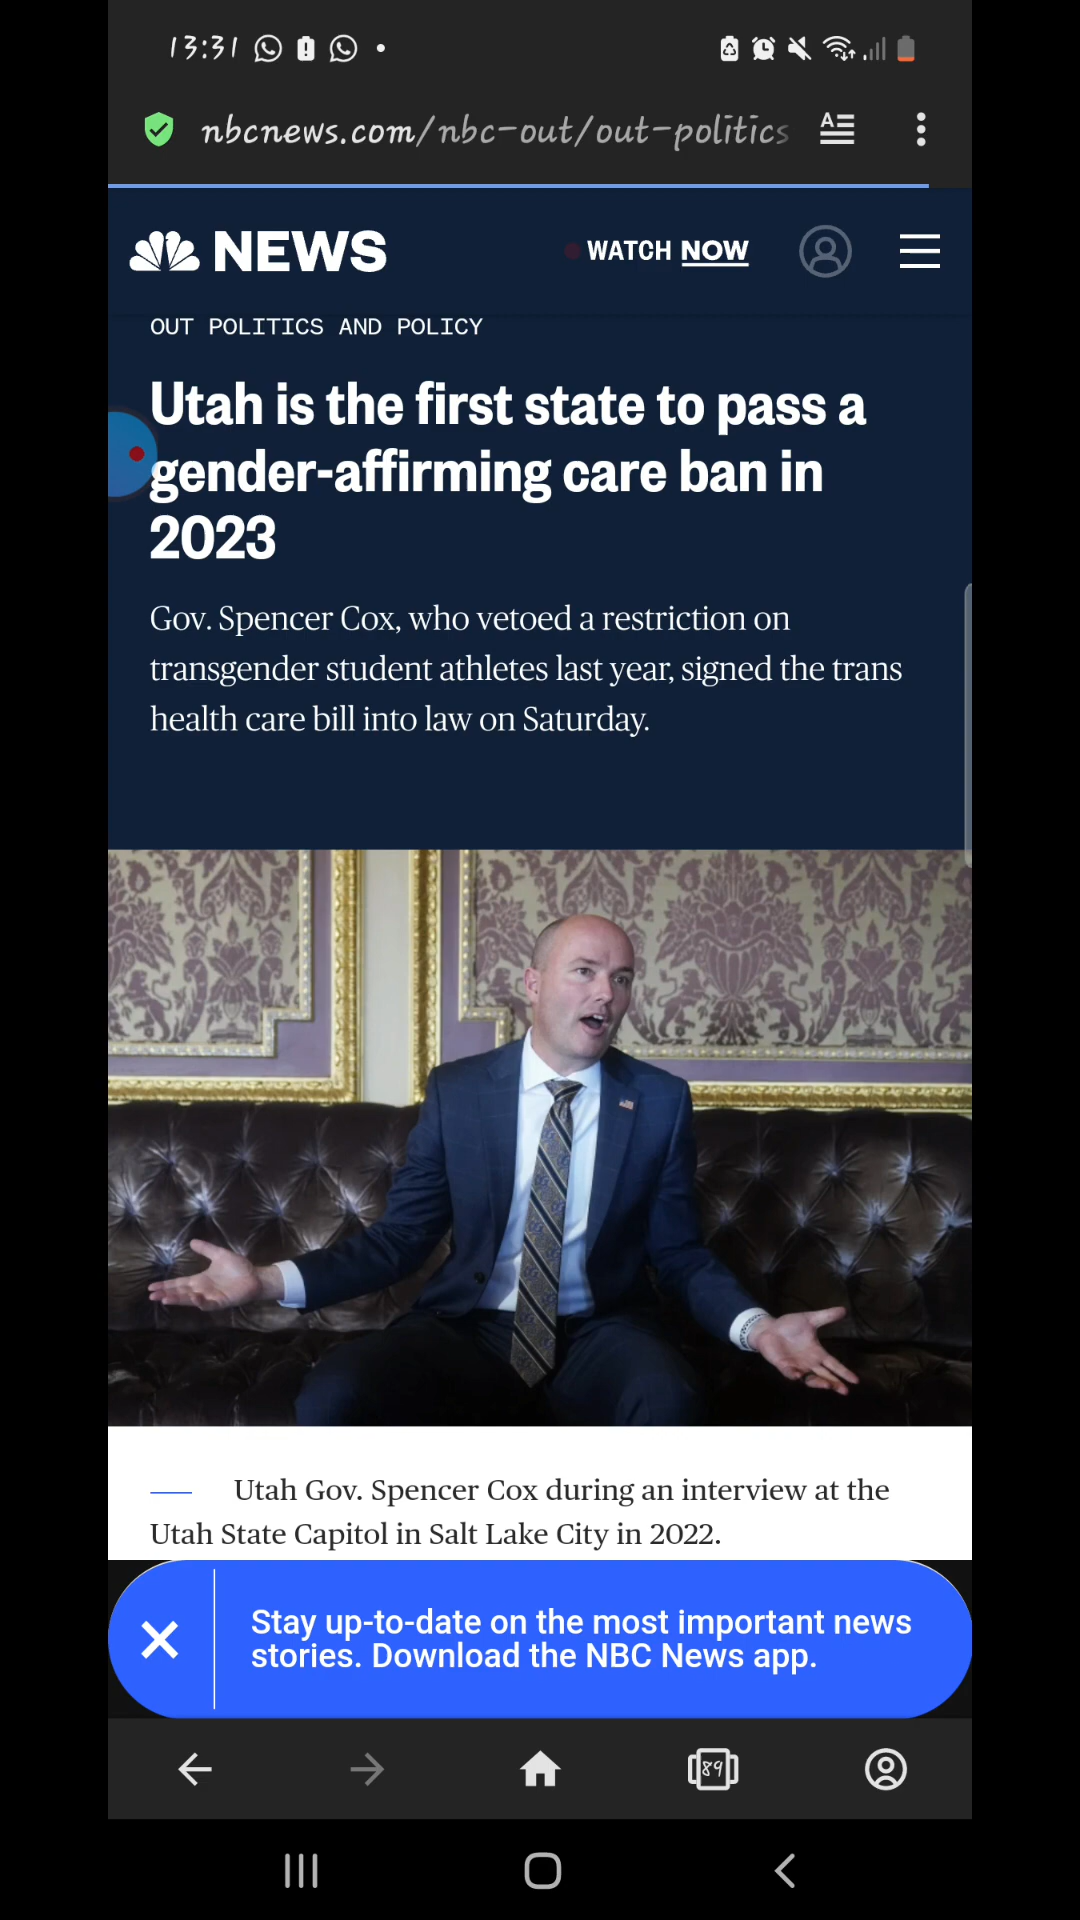 13:31
nbcnews.com/nbc-out/out-politics
NEWS
WATCH NOW
OUT POLITICS AND POLICY
Utah is the first state to pass a
gender-affirming care ban in
2023
Gov. Spencer Cox, who vetoed a restriction on
transgender student athletes last year, signed the trans
health care bill into law on Saturday.
Utah Gov. Spencer Cox during an interview at the
Utah State Capitol in Salt Lake City in 2022.
Stay up-to-date on the most important news
stories. Download the NBC News app.
89